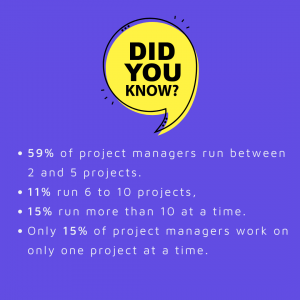 DID
YOU
KNOW?
• 59% of project managers run between
2 and 5 projects.
• 11% run 6 to 10 projects,
• 15% run more than 10 at a time.
• Only 15% of project managers work on
only one project at a time.